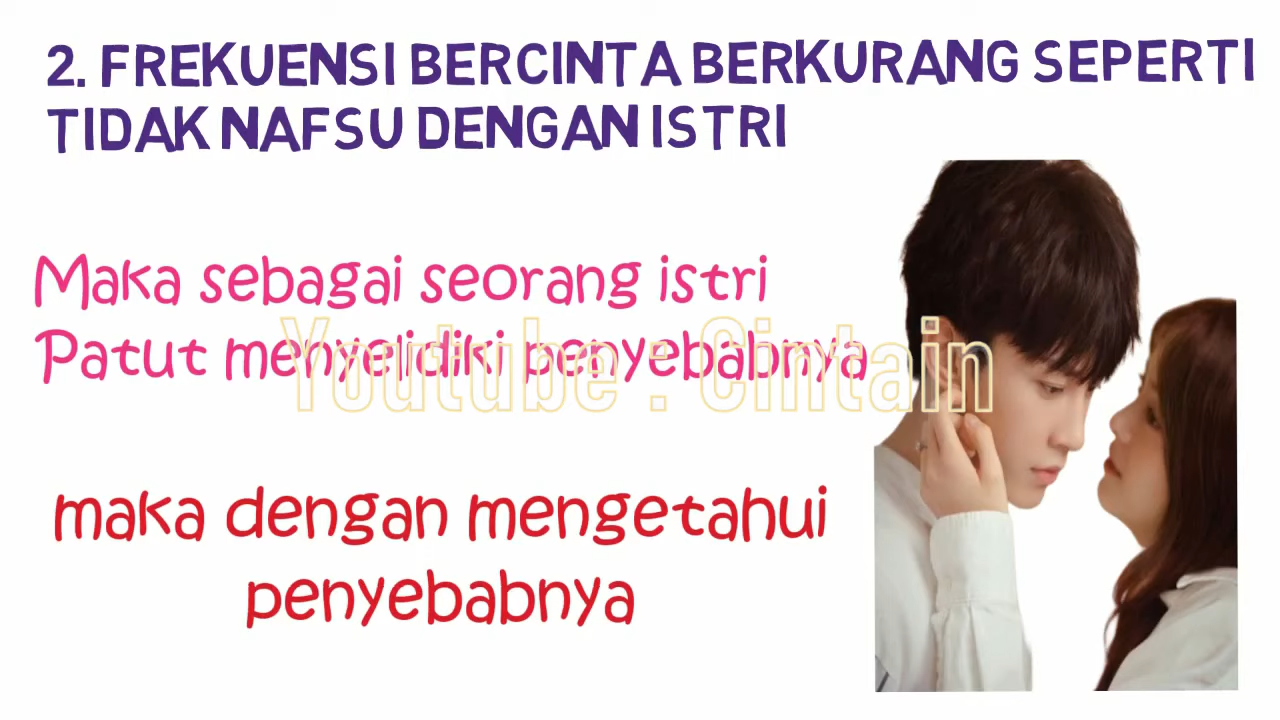 2. FREKUENSI BERCINTA BERKURANG SEPERTI
TIDAK NAFSU DENGAN ISTRI
Maka sebagai seorang istri
Patut menyelidiki penyebabnya
Youtube : Cintain
maka dengan mengetahui
penyebabnya